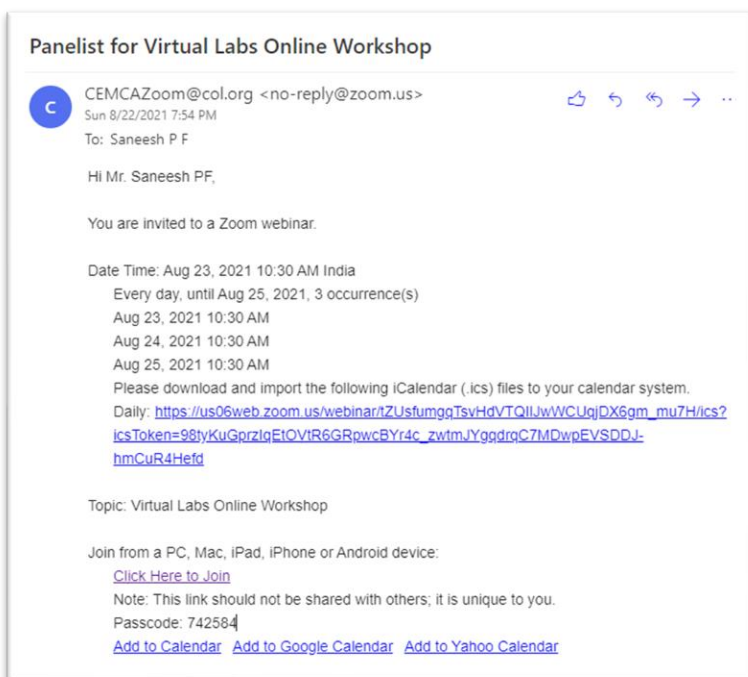 Panelist for Virtual Labs Online Workshop
C
CEMCAZoom@col.org <no-reply@zoom.us>
Sun 8/22/2021 7:54 PM
To: Saneesh P F
Hi Mr. Saneesh PF,
You are invited to a Zoom webinar.
Date Time: Aug 23, 2021 10:30 AM India
Every day, until Aug 25, 2021, 3 occurrence(s)
Aug 23, 2021 10:30 AM
Aug 24, 2021 10:30 AM
Aug 25, 2021 10:30 AM
Please download and import the following iCalendar (.ics) files to your calendar system.
Daily: https://us06web.zoom.us/webinar/tZUsfumgqTsvHdVTQIIJwWCUqjDX6gm_mu7H/ics?
icsToken=98tyKuGprzIqEtOVtR6GRpwcBYr4c_zwtmJYgqdrqC7MDwpEVSDDJ-
hmCuR4Hefd
Topic: Virtual Labs Online Workshop
Join from a PC, Mac, iPad, iPhone or Android device:
Click Here to Join
Note: This link should not be shared with others; it is unique to you.
Passcode: 742584
Add to Calendar Add to Google Calendar Add to Yahoo Calendar